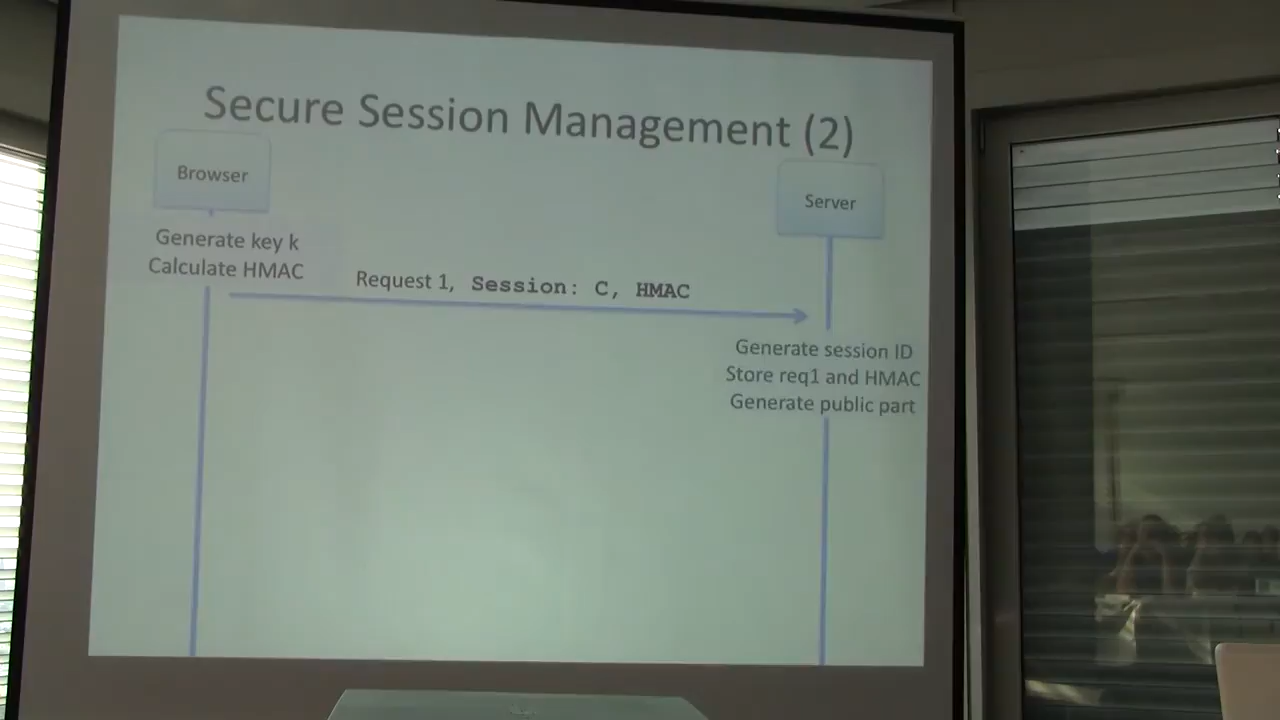 Secure Session Management (2)
Browser
Server
Generate key k
Calculate HMAC
Request 1, Session: C, HMAC
Generate session ID
Store req1 and HMAC
Generate public part